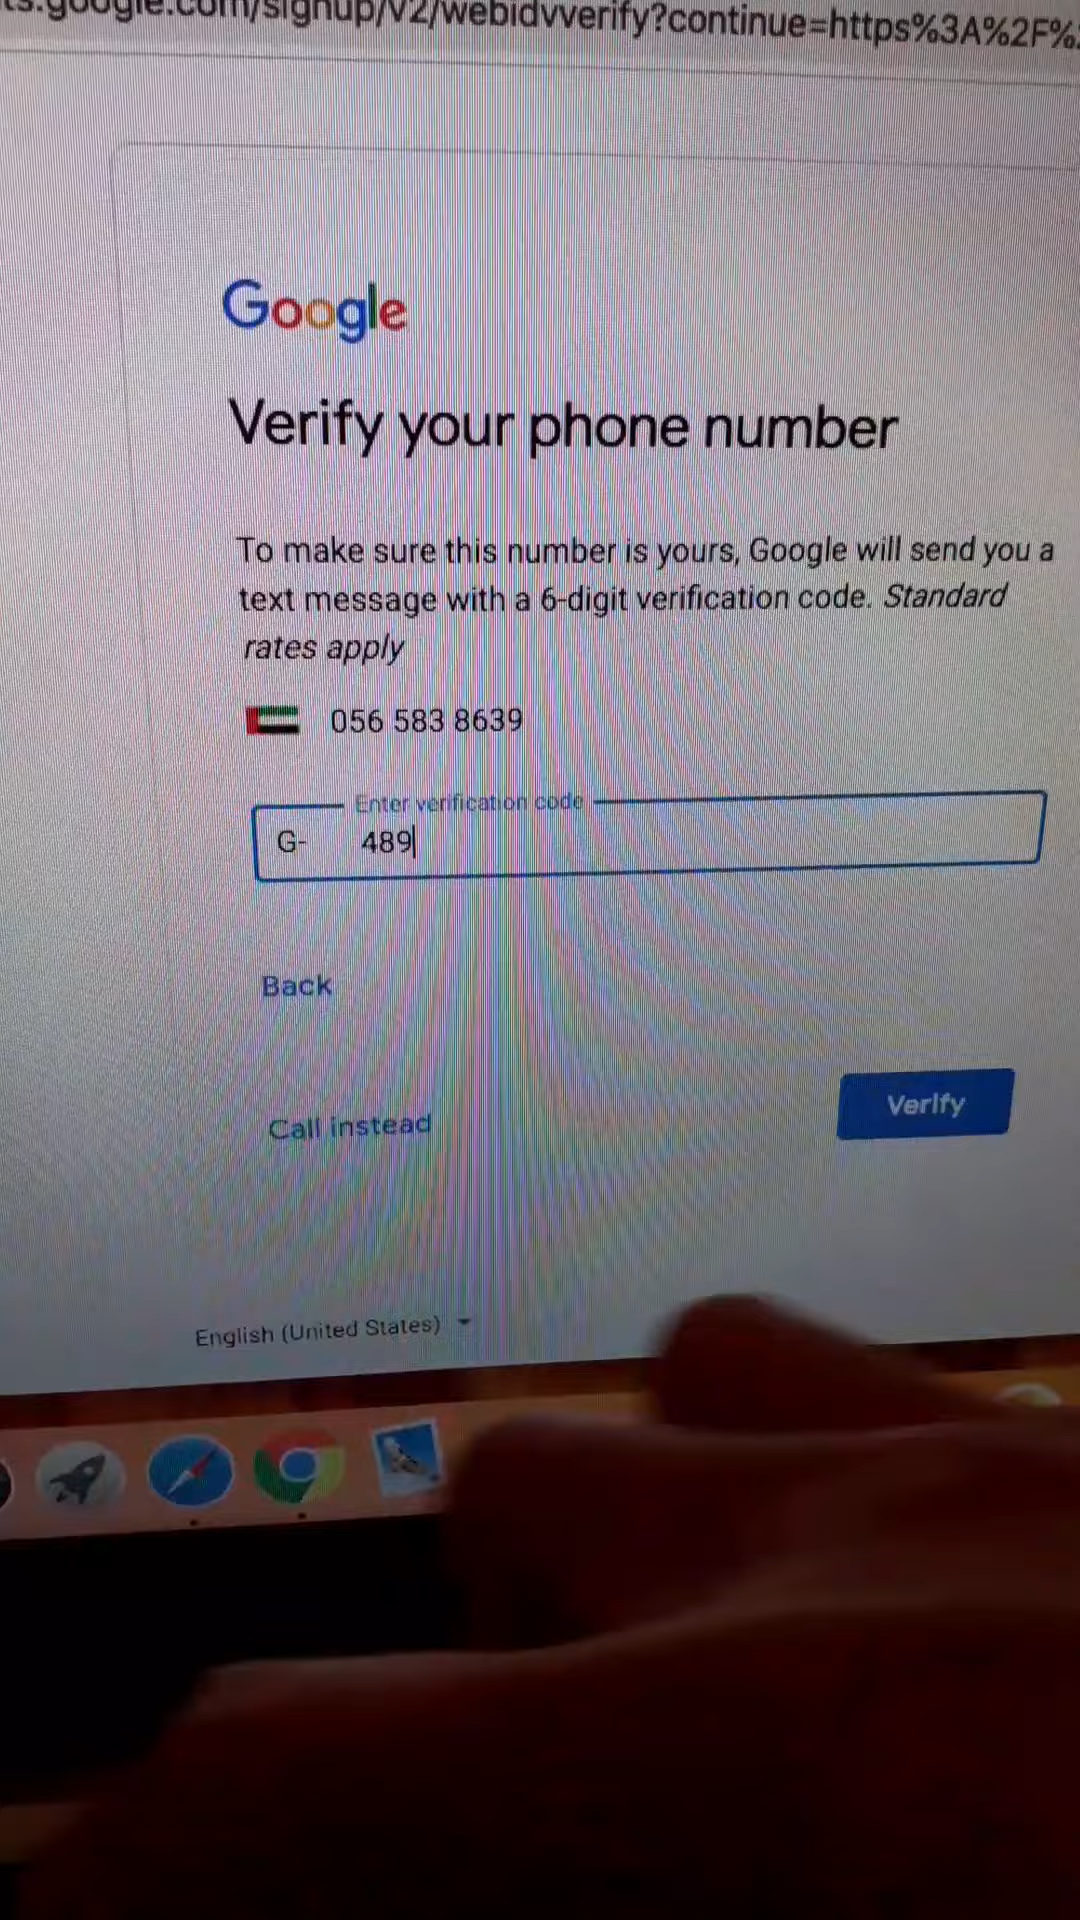 ts.google.com/signup/v2/webidvverify?continue=https%3A%2F%
Google
Verify your phone number
To make sure this number is yours, Google will send you a
text message with a 6-digit verification code. Standard
rates apply
056 583 8639
Enter verification code
G- 489
Back
Call instead
Verify
English (United States)